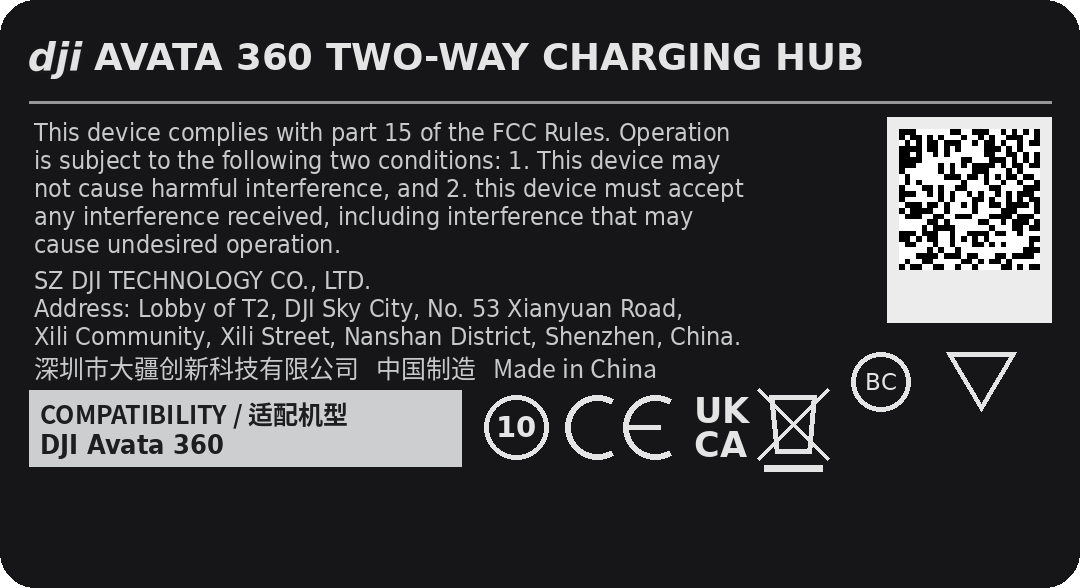 dji AVATA 360 TWO-WAY CHARGING HUB
This device complies with part 15 of the FCC Rules. Operation
is subject to the following two conditions: 1. This device may
not cause harmful interference, and 2. this device must accept
any interference received, including interference that may
cause undesired operation.
SZ DJI TECHNOLOGY CO., LTD.
Address: Lobby of T2, DJI Sky City, No. 53 Xianyuan Road,
Xili Community, Xili Street, Nanshan District, Shenzhen, China.
深圳市大疆创新科技有限公司 中国制造 Made in China
BC
COMPATIBILITY / 适配机型
DJI Avata 360
10
CE
UK
CA